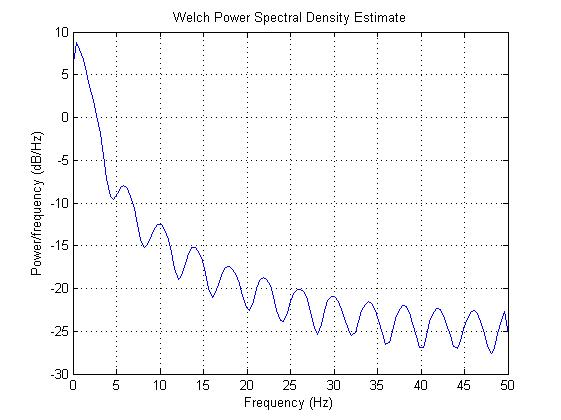 Welch Power Spectral Density Estimate
10
5
0
-5
-10
-15
-20
-25
-30
Power/frequency (dB/Hz)
0 5 10 15 20 25 30 35 40 45 50
Frequency (Hz)